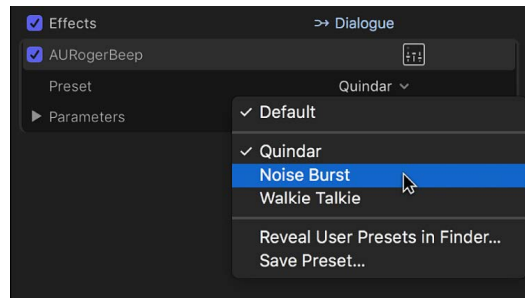 Effects
Dialogue
AURogerBeep
Preset
Quindar
Parameters
Default
Quindar
Noise Burst
Walkie Talkie
Reveal User Presets in Finder...
Save Preset...